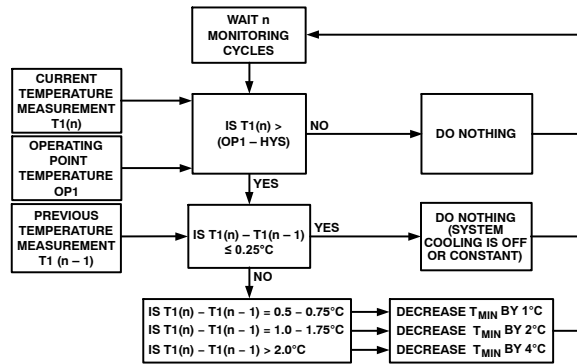 WAIT n
MONITORING
CYCLES
CURRENT
TEMPERATURE
MEASUREMENT
T1(n)
IS T1(n) >
(OP1 – HYS)
NO
DO NOTHING
OPERATING
POINT
TEMPERATURE
OP1
YES
PREVIOUS
TEMPERATURE
MEASUREMENT
T1 (n – 1)
IS T1(n) – T1(n – 1)
≤ 0.25°C
YES
DO NOTHING
(SYSTEM
COOLING IS OFF
OR CONSTANT)
NO
IS T1(n) – T1(n – 1) = 0.5 – 0.75°C
IS T1(n) – T1(n – 1) = 1.0 – 1.75°C
IS T1(n) – T1(n – 1) > 2.0°C
DECREASE TMIN BY 1°C
DECREASE TMIN BY 2°C
DECREASE TMIN BY 4°C